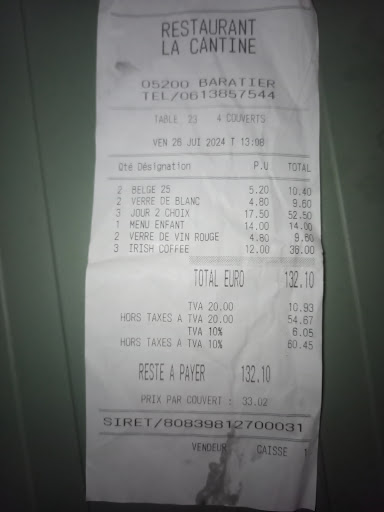 RESTAURANT
LA CANTINE
05200 BARATIER
TEL/0613857544
TABLE 23 4 COUVERTS
VEN 26 JUI 2024 T 13:08
Qté Désignation P.U TOTAL
2 BELGE 25 5.20 10.40
2 VERRE DE BLANC 4.80 9.60
3 JOUR 2 CHOIX 17.50 52.50
1 MENU ENFANT 14.00 14.00
2 VERRE DE VIN ROUGE 4.80 9.60
3 IRISH COFFEE 12.00 36.00
TOTAL EURO 132.10
TVA 20.00 10.93
HORS TAXES A TVA 20.00 54.67
TVA 10% 6.05
HORS TAXES A TVA 10% 60.45
RESTE A PAYER 132.10
PRIX PAR COUVERT : 33.02
SIRET/80839812700031
VENDEUR CAISSE 1